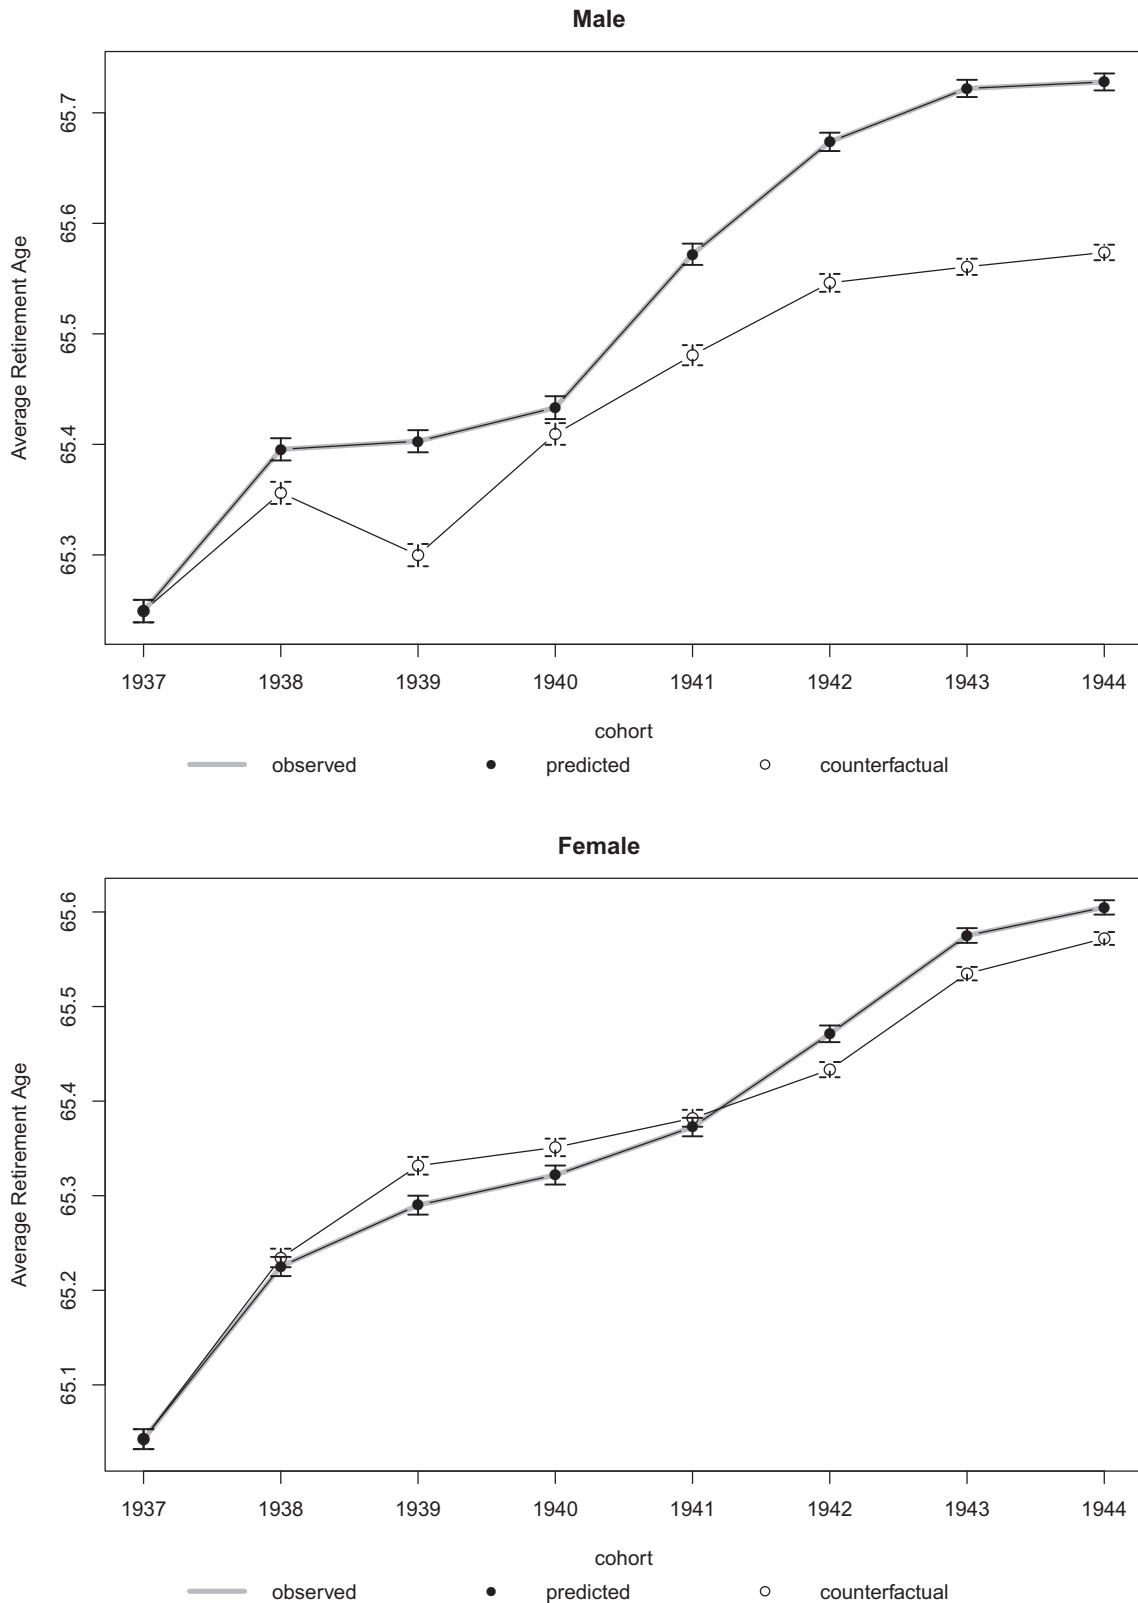 Male
Average Retirement Age
65.7
65.6
65.5
65.4
65.3
1937 1938 1939 1940 1941 1942 1943 1944
cohort
observed predicted counterfactual
Female
Average Retirement Age
65.6
65.5
65.4
65.3
65.2
65.1
1937 1938 1939 1940 1941 1942 1943 1944
cohort
observed predicted counterfactual